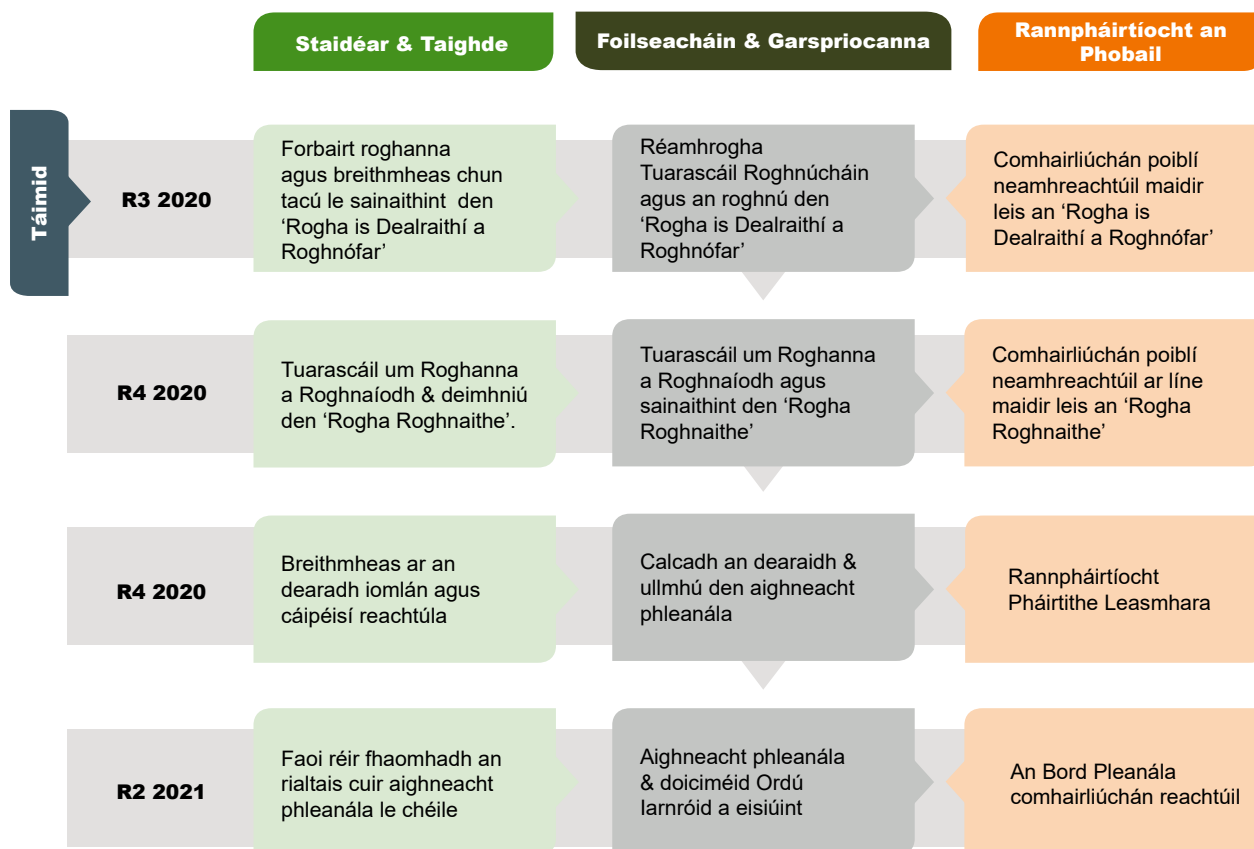 Staidéar & Taighde
Foilseacháin & Garspriocanna
Rannpháirtíocht an
Phobail
Táimid
R3 2020
Forbairt roghanna
agus breithmheas chun
tacú le sainaithint den
‘Rogha is Dealraithí a
Roghnófar’
Réamhrogha
Tuarascáil Roghnúcháin
agus an roghnú den
‘Rogha is Dealraithí a
Roghnófar’
Comhairliúchán poiblí
neamhreachtúil maidir
leis an ‘Rogha is
Dealraithí a Roghnófar’
R4 2020
Tuarascáil um Roghanna
a Roghnaíodh & deimhniú
den ‘Rogha Roghnaithe’.
Tuarascáil um Roghanna
a Roghnaíodh agus
sainaithint den ‘Rogha
Roghnaithe’
Comhairliúchán poiblí
neamhreachtúil ar líne
maidir leis an ‘Rogha
Roghnaithe’
R4 2020
Breithmheas ar an
dearadh iomlán agus
cáipéisí reachtúla
Calcadh an dearaidh &
ullmhú den aighneacht
phleanála
Rannpháirtíocht
Pháirtithe Leasmhara
R2 2021
Faoi réir fhaomhadh an
rialtais cuir aighneacht
phleanála le chéile
Aighneacht phleanála
& doiciméid Ordú
Iarnróid a eisiúint
An Bord Pleanála
comhairliúchán reachtúil